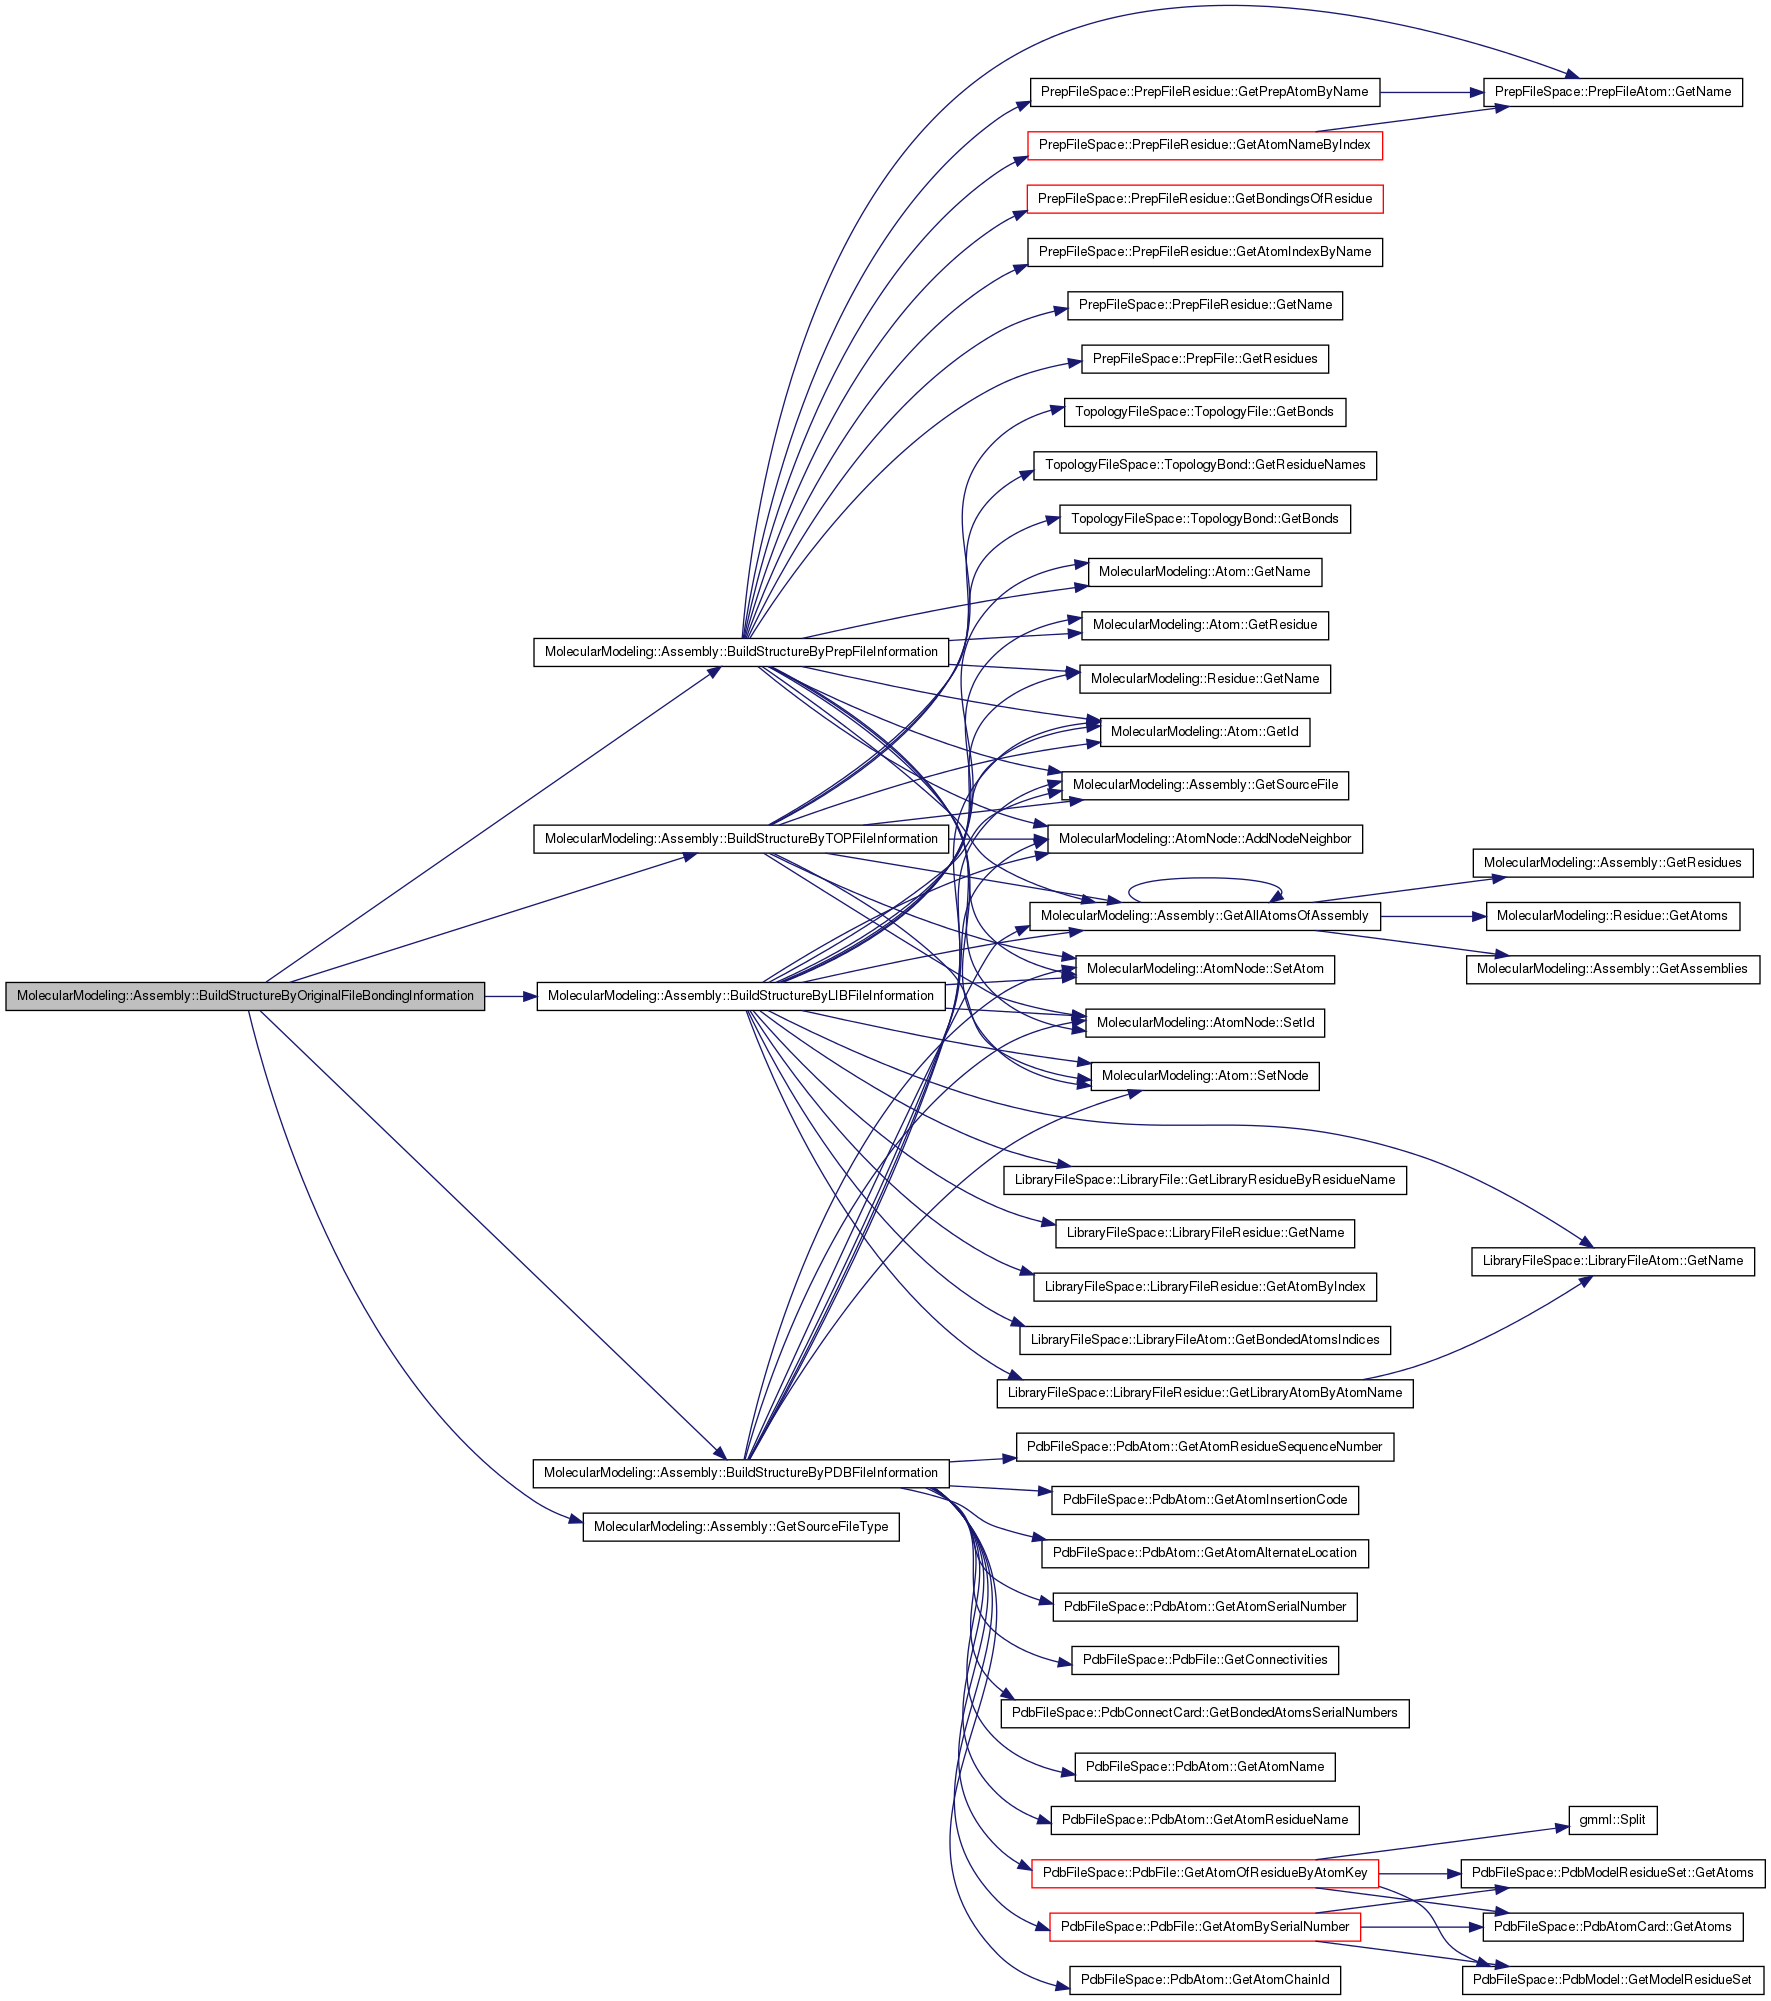 PrepFileSpace::PrepFileResidue::GetPrepAtomByName
PrepFileSpace::PrepFileAtom::GetName
PrepFileSpace::PrepFileResidue::GetAtomNameByIndex
PrepFileSpace::PrepFileResidue::GetBondingsOfResidue
PrepFileSpace::PrepFileResidue::GetAtomIndexByName
PrepFileSpace::PrepFileResidue::GetName
PrepFileSpace::PrepFile::GetResidues
TopologyFileSpace::TopologyFile::GetBonds
TopologyFileSpace::TopologyBond::GetResidueNames
TopologyFileSpace::TopologyBond::GetBonds
MolecularModeling::Atom::GetName
MolecularModeling::Atom::GetResidue
MolecularModeling::Assembly::BuildStructureByPrepFileInformation
MolecularModeling::Residue::GetName
MolecularModeling::Atom::GetId
MolecularModeling::Assembly::GetSourceFile
MolecularModeling::Assembly::BuildStructureByTOPFileInformation
MolecularModeling::AtomNode::AddNodeNeighbor
MolecularModeling::Assembly::GetResidues
MolecularModeling::Assembly::GetAllAtomsOfAssembly
MolecularModeling::Residue::GetAtoms
MolecularModeling::AtomNode::SetAtom
MolecularModeling::Assembly::GetAssemblies
MolecularModeling::Assembly::BuildStructureByOriginalFileBondingInformation
MolecularModeling::Assembly::BuildStructureByLIBFileInformation
MolecularModeling::AtomNode::SetId
MolecularModeling::Atom::SetNode
LibraryFileSpace::LibraryFile::GetLibraryResidueByResidueName
LibraryFileSpace::LibraryFileResidue::GetName
LibraryFileSpace::LibraryFileAtom::GetName
LibraryFileSpace::LibraryFileResidue::GetAtomByIndex
LibraryFileSpace::LibraryFileAtom::GetBondedAtomsIndices
LibraryFileSpace::LibraryFileResidue::GetLibraryAtomByAtomName
PdbFileSpace::PdbAtom::GetAtomResidueSequenceNumber
MolecularModeling::Assembly::BuildStructureByPDBFileInformation
PdbFileSpace::PdbAtom::GetAtomInsertionCode
MolecularModeling::Assembly::GetSourceFileType
PdbFileSpace::PdbAtom::GetAtomAlternateLocation
PdbFileSpace::PdbAtom::GetAtomSerialNumber
PdbFileSpace::PdbFile::GetConnectivities
PdbFileSpace::PdbConnectCard::GetBondedAtomsSerialNumbers
PdbFileSpace::PdbAtom::GetAtomName
PdbFileSpace::PdbAtom::GetAtomResidueName
gmml::Split
PdbFileSpace::PdbFile::GetAtomOfResidueByAtomKey
PdbFileSpace::PdbModelResidueSet::GetAtoms
PdbFileSpace::PdbFile::GetAtomBySerialNumber
PdbFileSpace::PdbAtomCard::GetAtoms
PdbFileSpace::PdbAtom::GetAtomChainId
PdbFileSpace::PdbModel::GetModelResidueSet